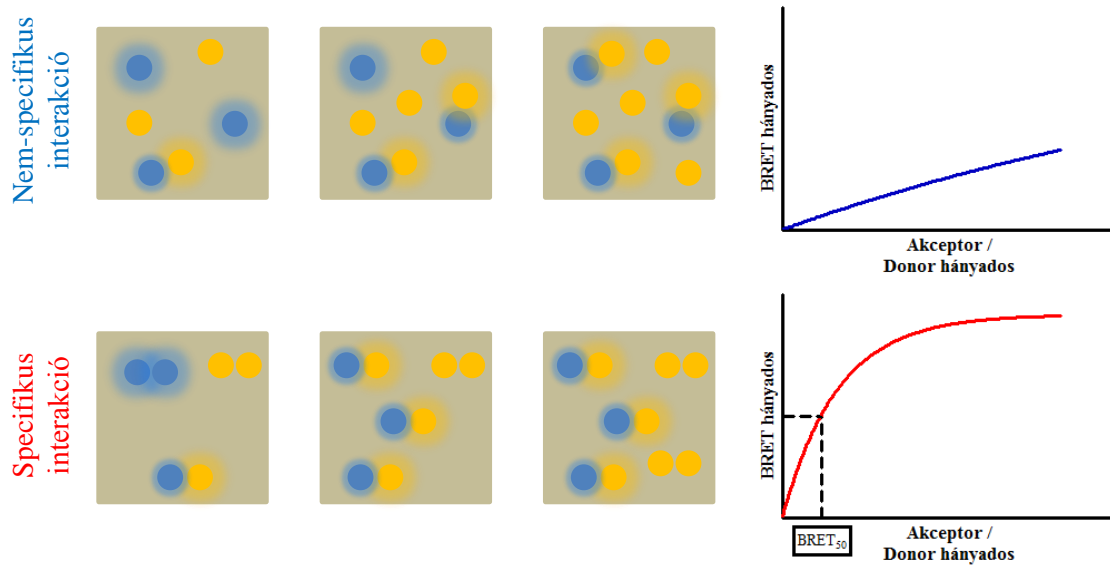 Nem-specifikus
interakció
BRET hányados
Akceptor /
Donor hányados
Specifikus
interakció
BRET hányados
BRET₅₀
Akceptor /
Donor hányados